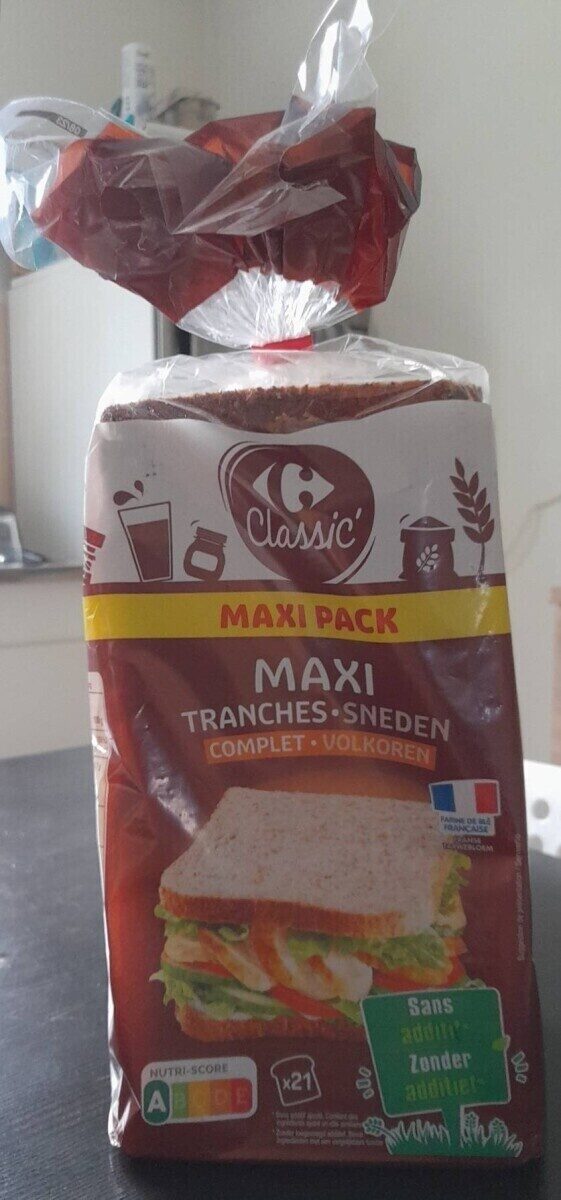 Classic'
MAXI PACK
MAXI
TRANCHES • SNEDEN
COMPLET • VOLKOREN
FARINE DE BLÉ
FRANÇAISE
Sans
additif*
Zonder
additief*
NUTRI-SCORE
A B C D E
x21